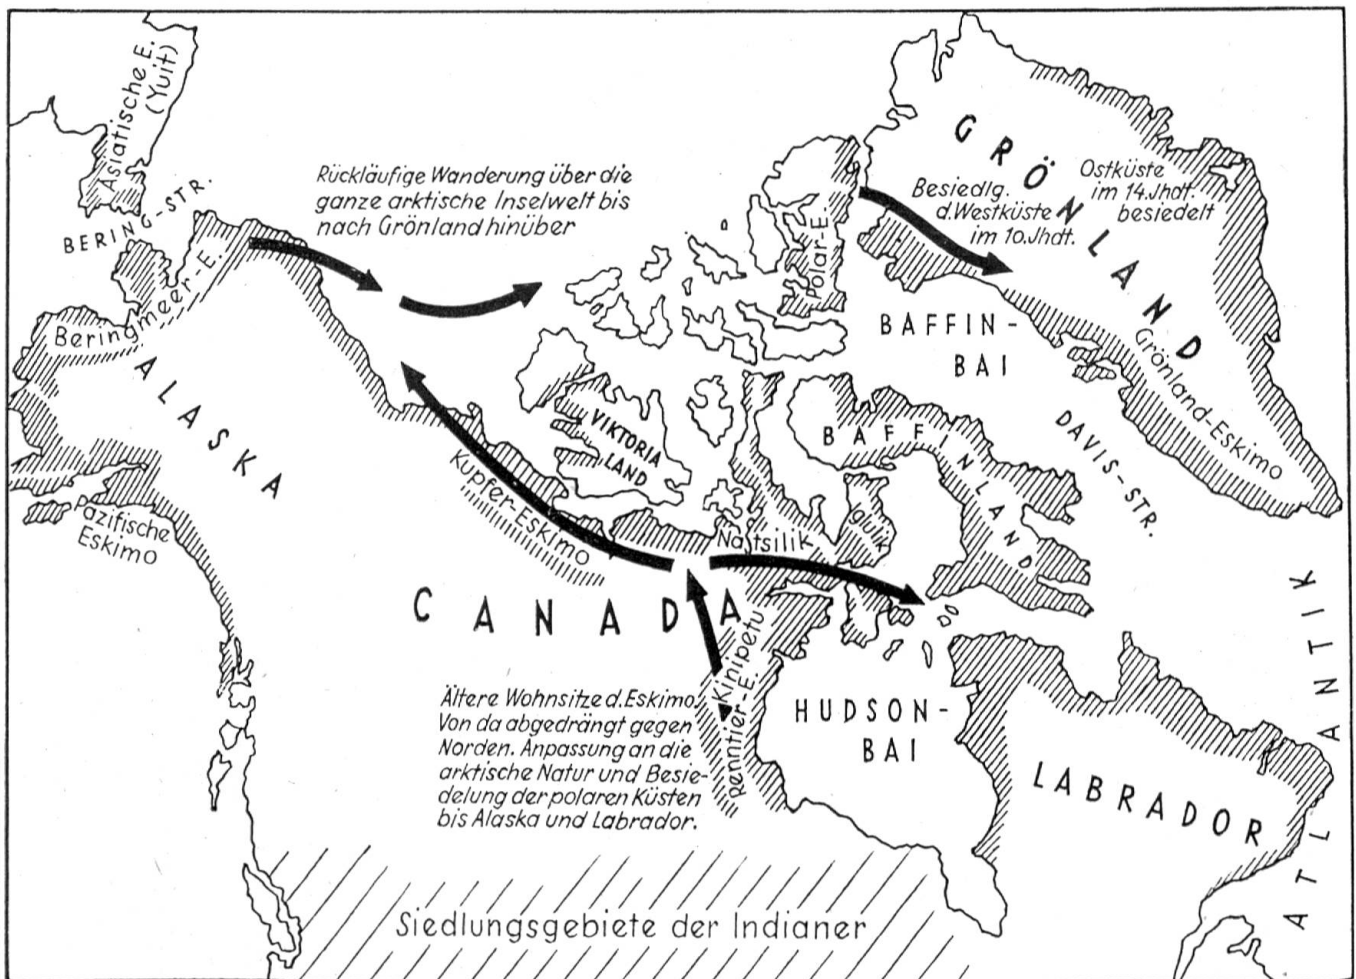 Asiatische E.
(Yuit)
BERING-STR.
Beringmeer-E.
ALASKA
Pazifische
Eskimo
Rückläufige Wanderung über die
ganze arktische Inselwelt bis
nach Grönland hinüber
Polar-E.
GRÖNLAND
Besiedlg.
d. Westküste
im 10. Jhdt.
Ostküste
im 14. Jhdt.
besiedelt
Grönland-Eskimo
BAFFIN-
BAI
DAVIS-STR.
BAFFINLAND
VIKTORIA
LAND
Kupfer-Eskimo
Natsilik
CANADA
Kinipetu
Renntier-E.
Ältere Wohnsitze d. Eskimo.
Von da abgedrängt gegen
Norden. Anpassung an die
arktische Natur und Besie-
delung der polaren Küsten
bis Alaska und Labrador.
HUDSON-
BAI
LABRADOR
ATLANTIK
Siedlungsgebiete der Indianer